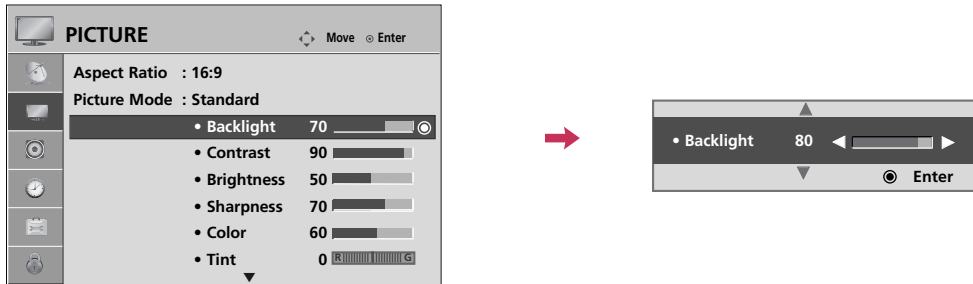 PICTURE Move Enter
Aspect Ratio : 16:9
Picture Mode : Standard
• Backlight 70
• Contrast 90
• Brightness 50
• Sharpness 70
• Color 60
• Tint 0 R G
• Backlight 80
Enter